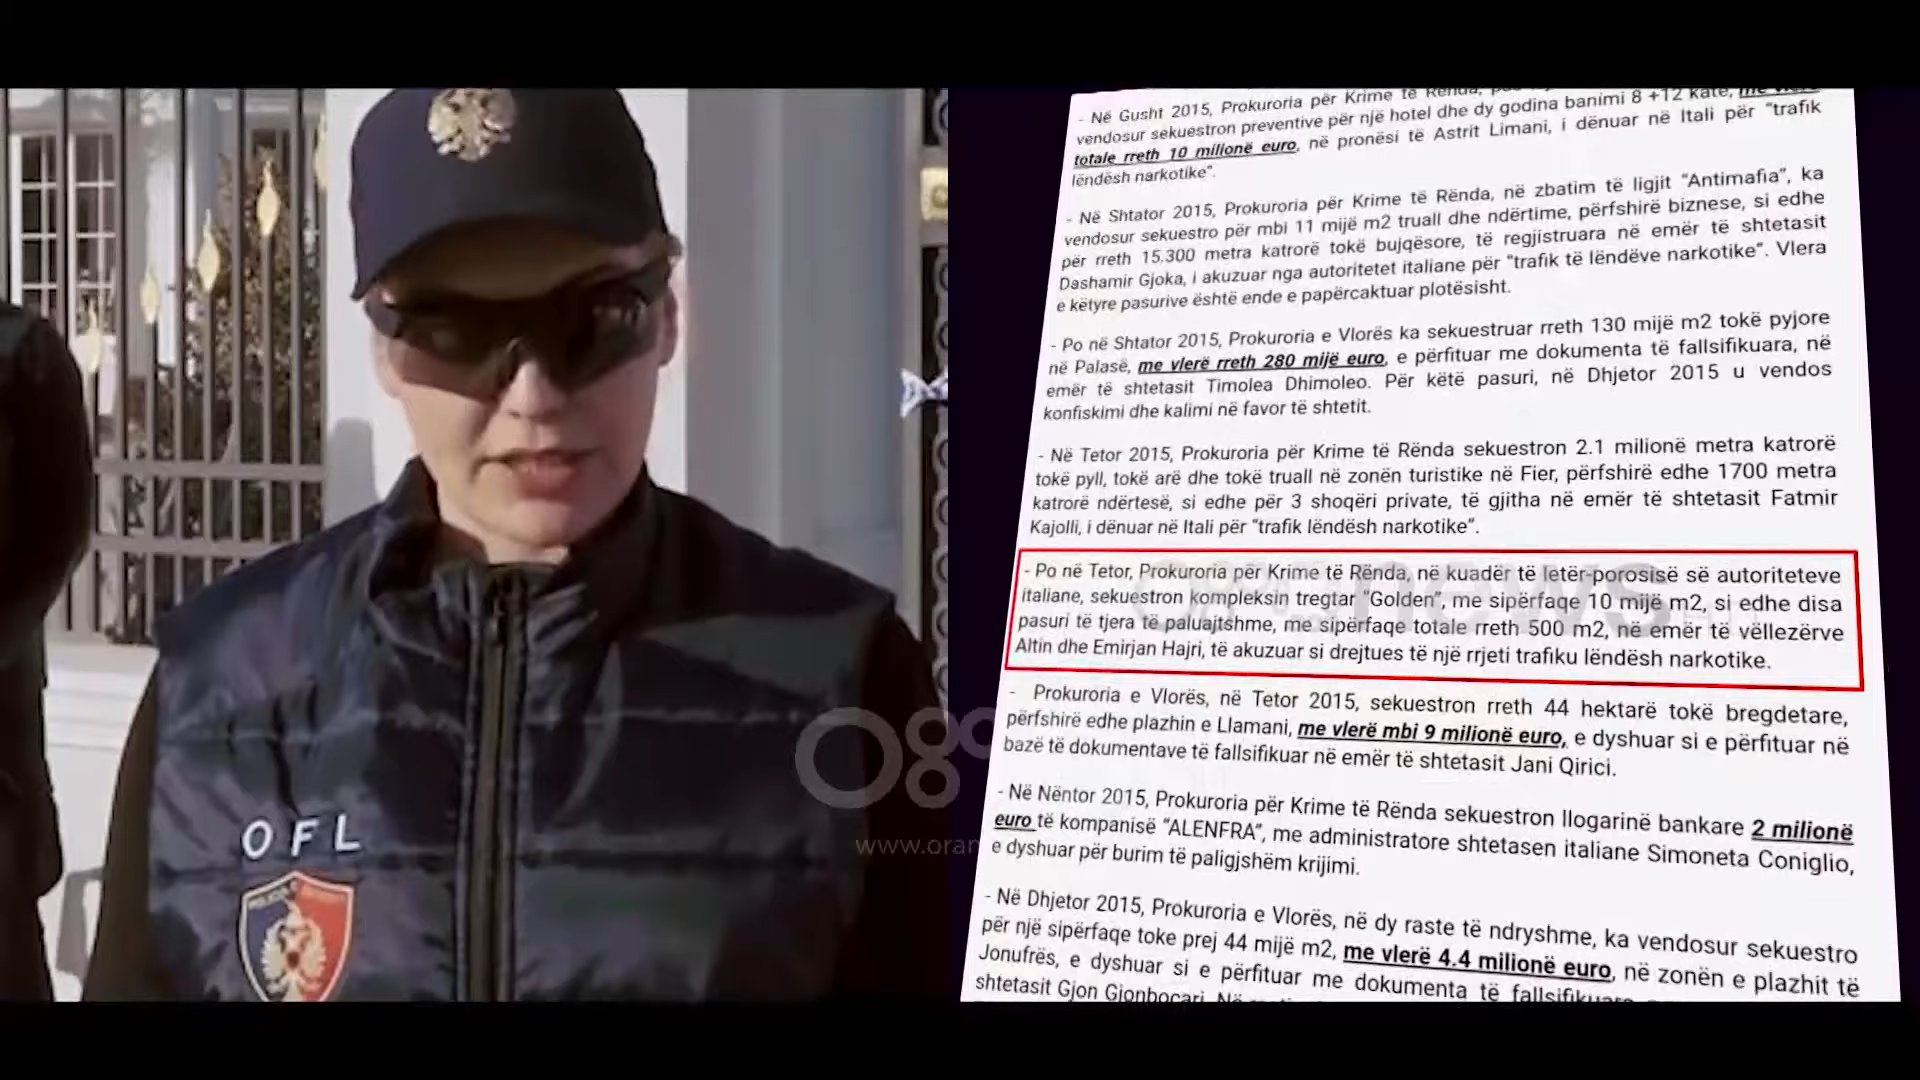 OFL
www.oran
- Në Gusht 2015, Prokuroria për Krime të Rënda,
vendosur sekuestron preventive për një hotel dhe dy godina banimi 8 +12 kate,
totale rreth 10 milionë euro, në pronësi të Astrit Limani, i dënuar në Itali për “trafik
lëndësh narkotike”.
- Në Shtator 2015, Prokuroria për Krime të Rënda, në zbatim të ligjit “Antimafia”, ka
vendosur sekuestro për mbi 11 mijë m2 truall dhe ndërtime, përfshirë biznese, si edhe
për rreth 15.300 metra katrorë tokë bujqësore, të regjistruara në emër të shtetasit
Dashamir Gjoka, i akuzuar nga autoritetet italiane për “trafik të lëndëve narkotike”. Vlera
e këtyre pasurive është ende e papërcaktuar plotësisht.
- Po në Shtator 2015, Prokuroria e Vlorës ka sekuestruar rreth 130 mijë m2 tokë pyjore
në Palasë, me vlerë rreth 280 mijë euro, e përfituar me dokumenta të fallsifikuara, në
emër të shtetasit Timolea Dhimoleo. Për këtë pasuri, në Dhjetor 2015 u vendos
konfiskimi dhe kalimi në favor të shtetit.
- Në Tetor 2015, Prokuroria për Krime të Rënda sekuestron 2.1 milionë metra katrorë
tokë pyll, tokë arë dhe tokë truall në zonën turistike në Fier, përfshirë edhe 1700 metra
katrorë ndërtesë, si edhe për 3 shoqëri private, të gjitha në emër të shtetasit Fatmir
Kajolli, i dënuar në Itali për “trafik lëndësh narkotike”.
- Po në Tetor, Prokuroria për Krime të Rënda, në kuadër të letër-porosisë së autoriteteve
italiane, sekuestron kompleksin tregtar “Golden”, me sipërfaqe 10 mijë m2, si edhe disa
pasuri të tjera të paluajtshme, me sipërfaqe totale rreth 500 m2, në emër të vëllezërve
Altin dhe Emirjan Hajri, të akuzuar si drejtues të një rrjeti trafiku lëndësh narkotike.
- Prokuroria e Vlorës, në Tetor 2015, sekuestron rreth 44 hektarë tokë bregdetare,
përfshirë edhe plazhin e Llamani, me vlerë mbi 9 milionë euro, e dyshuar si e përfituar në
bazë të dokumentave të fallsifikuar në emër të shtetasit Jani Qirici.
- Në Nëntor 2015, Prokuroria për Krime të Rënda sekuestron llogarinë bankare 2 milionë
euro të kompanisë “ALENFRA”, me administratore shtetasen italiane Simoneta Coniglio,
e dyshuar për burim të paligjshëm krijimi.
- Në Dhjetor 2015, Prokuroria e Vlorës, në dy raste të ndryshme, ka vendosur sekuestro
për një sipërfaqe toke prej 44 mijë m2, me vlerë 4.4 milionë euro, në zonën e plazhit të
Jonufrës, e dyshuar si e përfituar me dokumenta të fallsifikuara
shtetasit Gjon Gjonboçari. Në